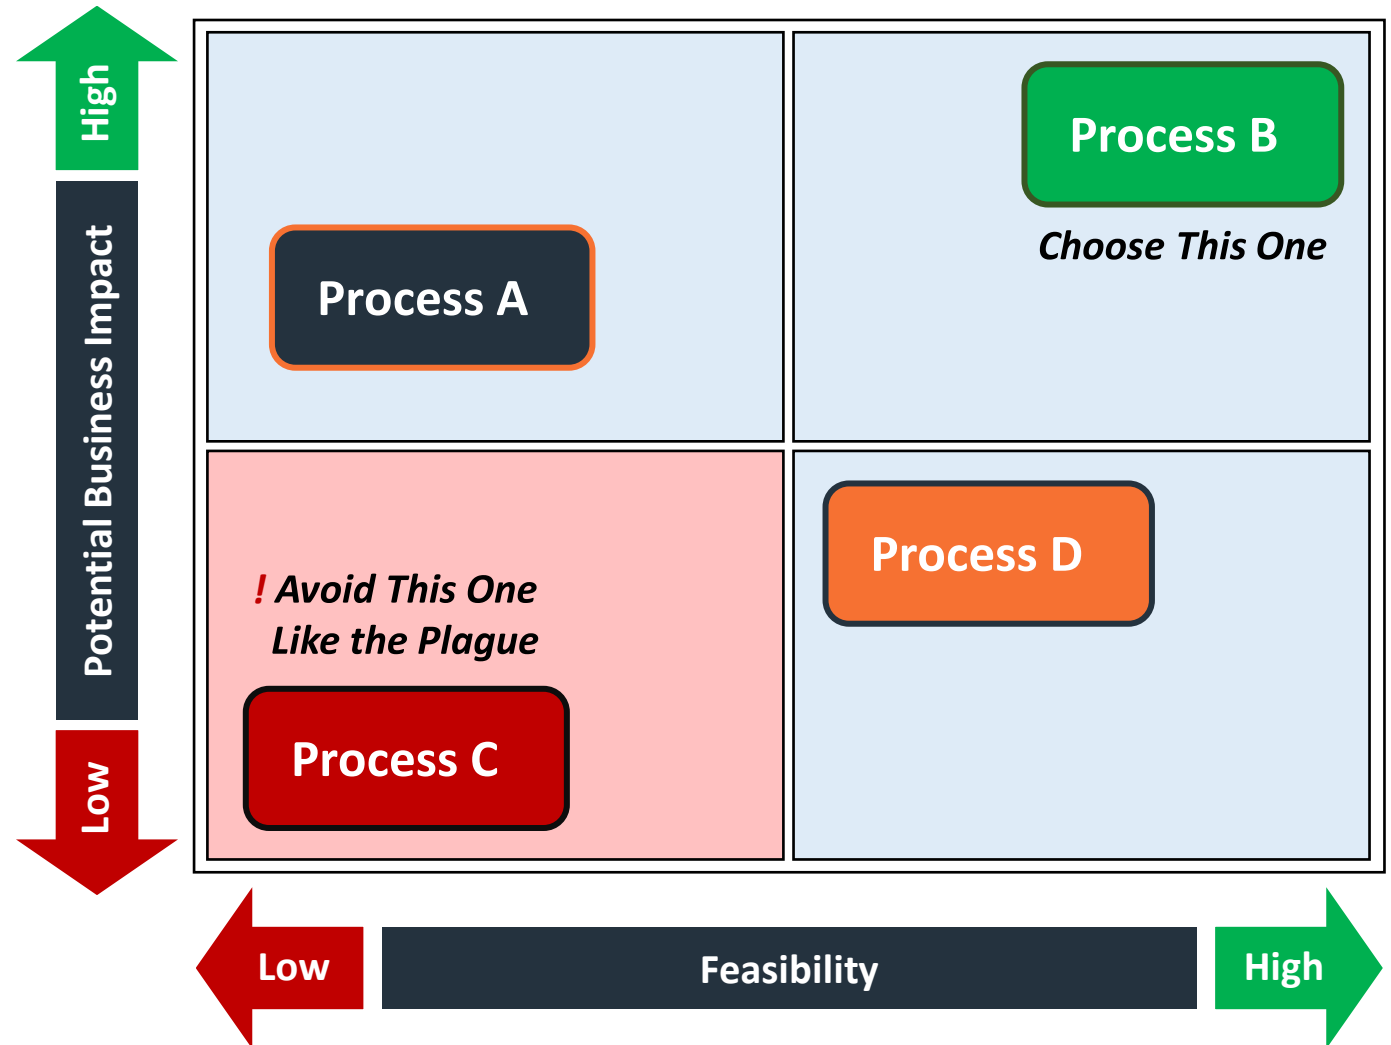 High
Potential Business Impact
Low
Process A
Process B
Choose This One
! Avoid This One
Like the Plague
Process C
Process D
Low
Feasibility
High